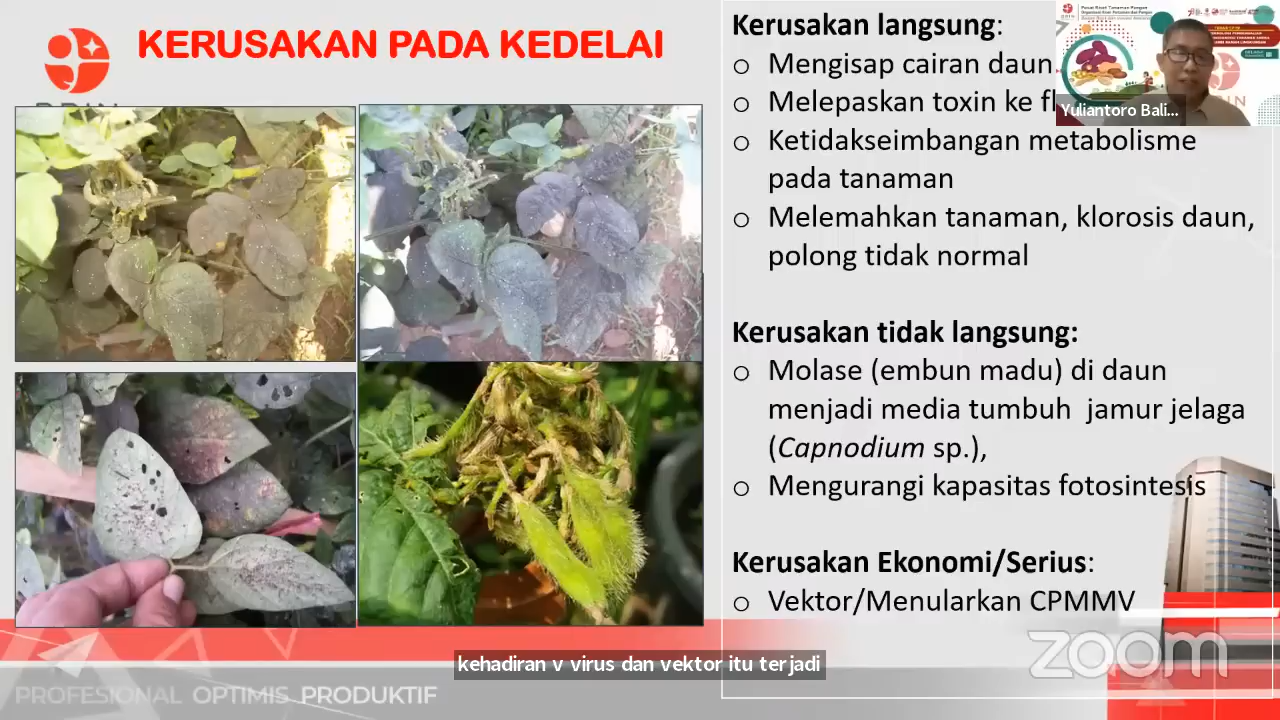 KERUSAKAN PADA KEDELAI
Kerusakan langsung:
o Mengisap cairan daun
o Melepaskan toxin ke
o Ketidakseimbangan metabolisme
pada tanaman
o Melemahkan tanaman, klorosis daun,
polong tidak normal
Kerusakan tidak langsung:
o Molase (embun madu) di daun
menjadi media tumbuh jamur jelaga
(Capnodium sp.),
o Mengurangi kapasitas fotosintesis
Kerusakan Ekonomi/Serius:
o Vektor/Menularkan CPMMV
Yuliantoro Bali...
zoom
kehadiran v virus dan vektor itu terjadi
PROFESIONAL OPTIMIS PRODUKTIF